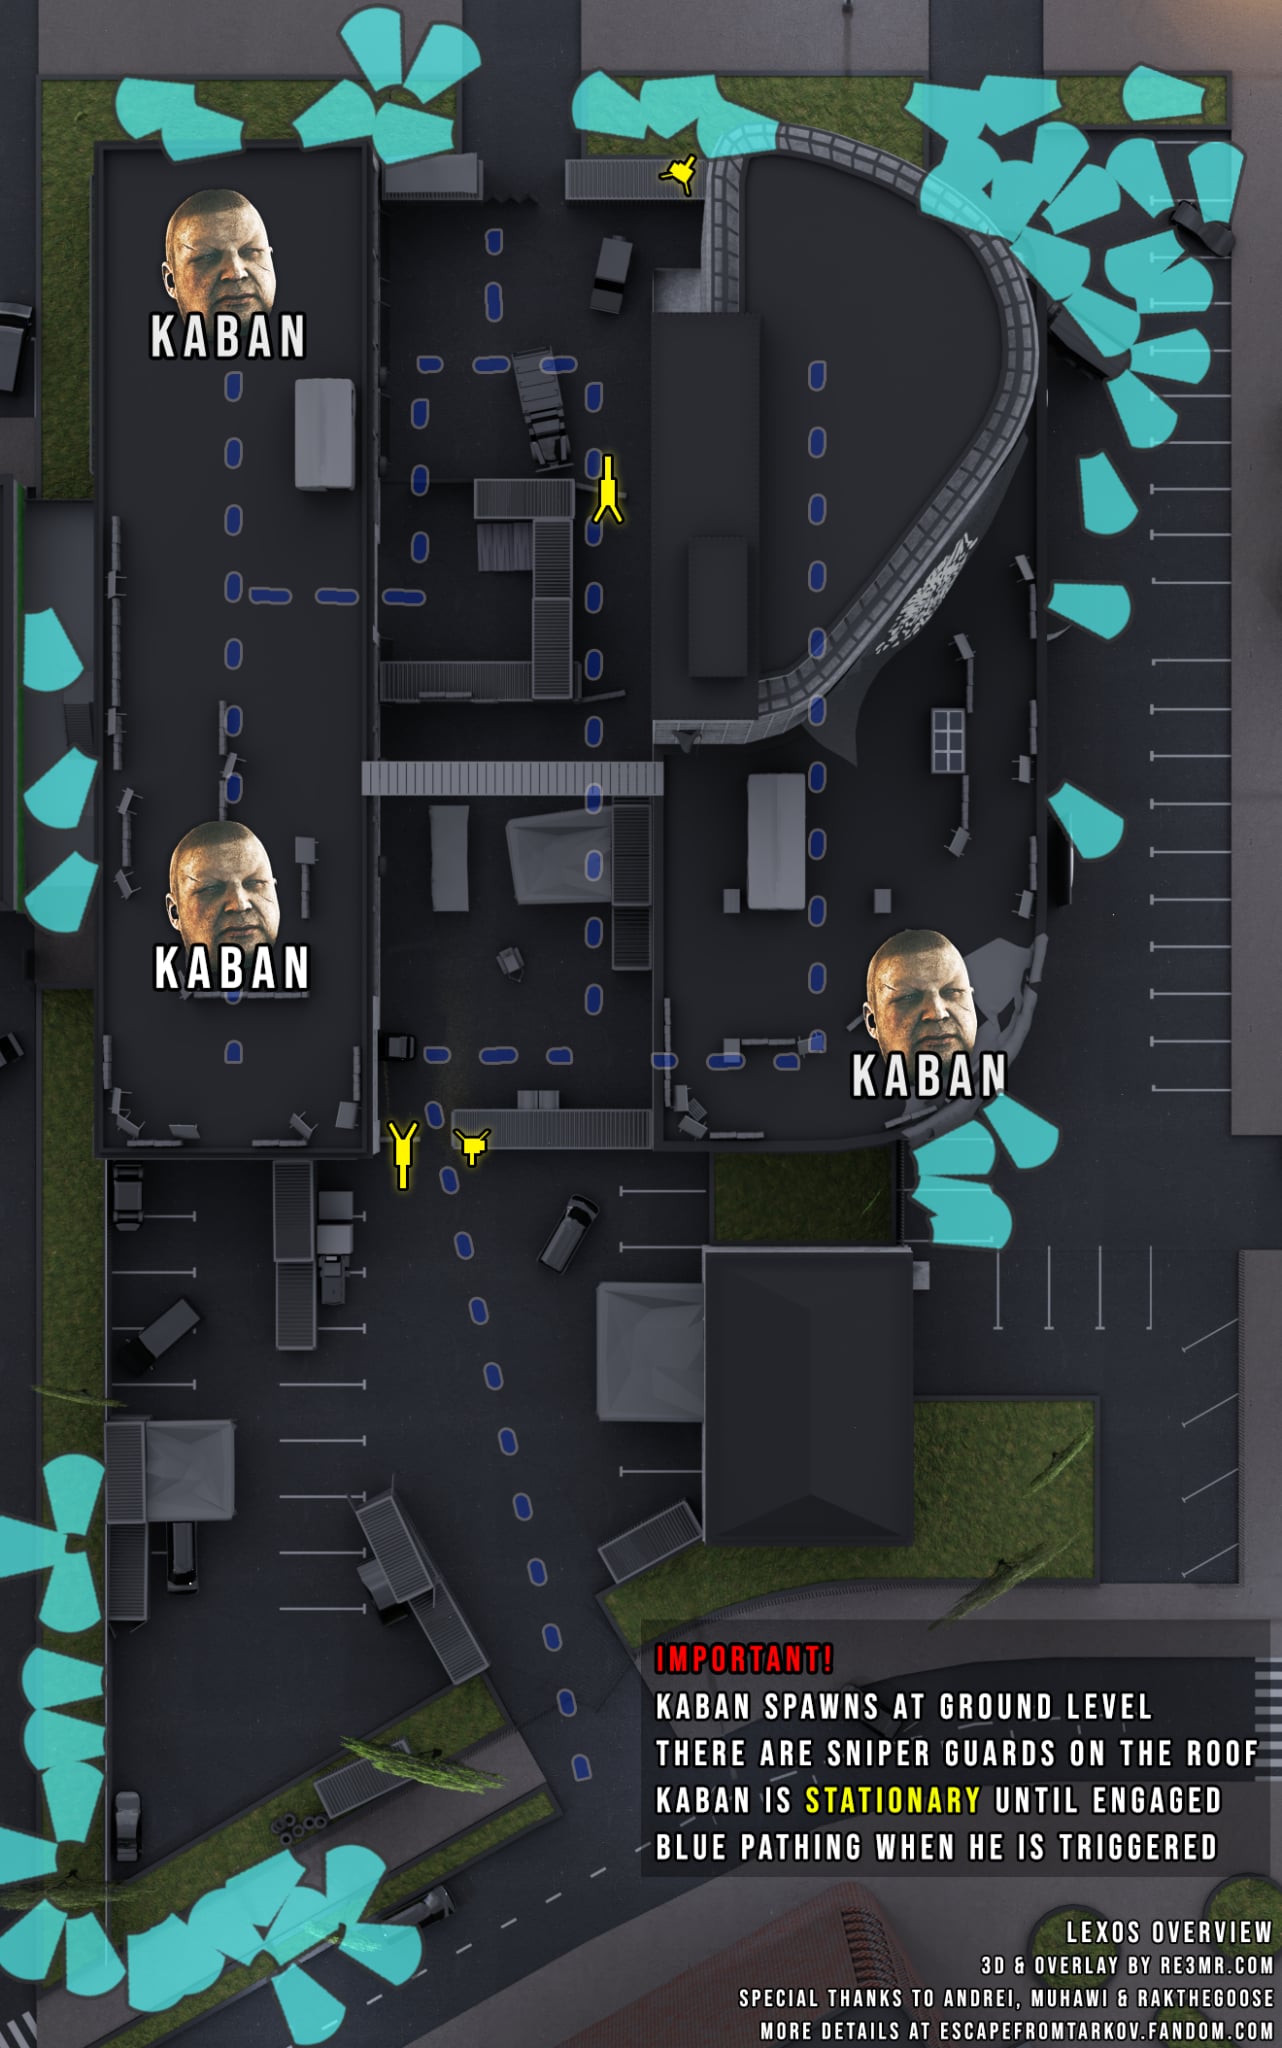 KABAN
KABAN
KABAN
IMPORTANT!
KABAN SPAWNS AT GROUND LEVEL
THERE ARE SNIPER GUARDS ON THE ROOF
KABAN IS STATIONARY UNTIL ENGAGED
BLUE PATHING WHEN HE IS TRIGGERED
LEXOS OVERVIEW
3D & OVERLAY BY RE3MR.COM
SPECIAL THANKS TO ANDREI, MUHAWI & RAKTHEGOOSE
MORE DETAILS AT ESCAPEFROMTARKOV.FANDOM.COM